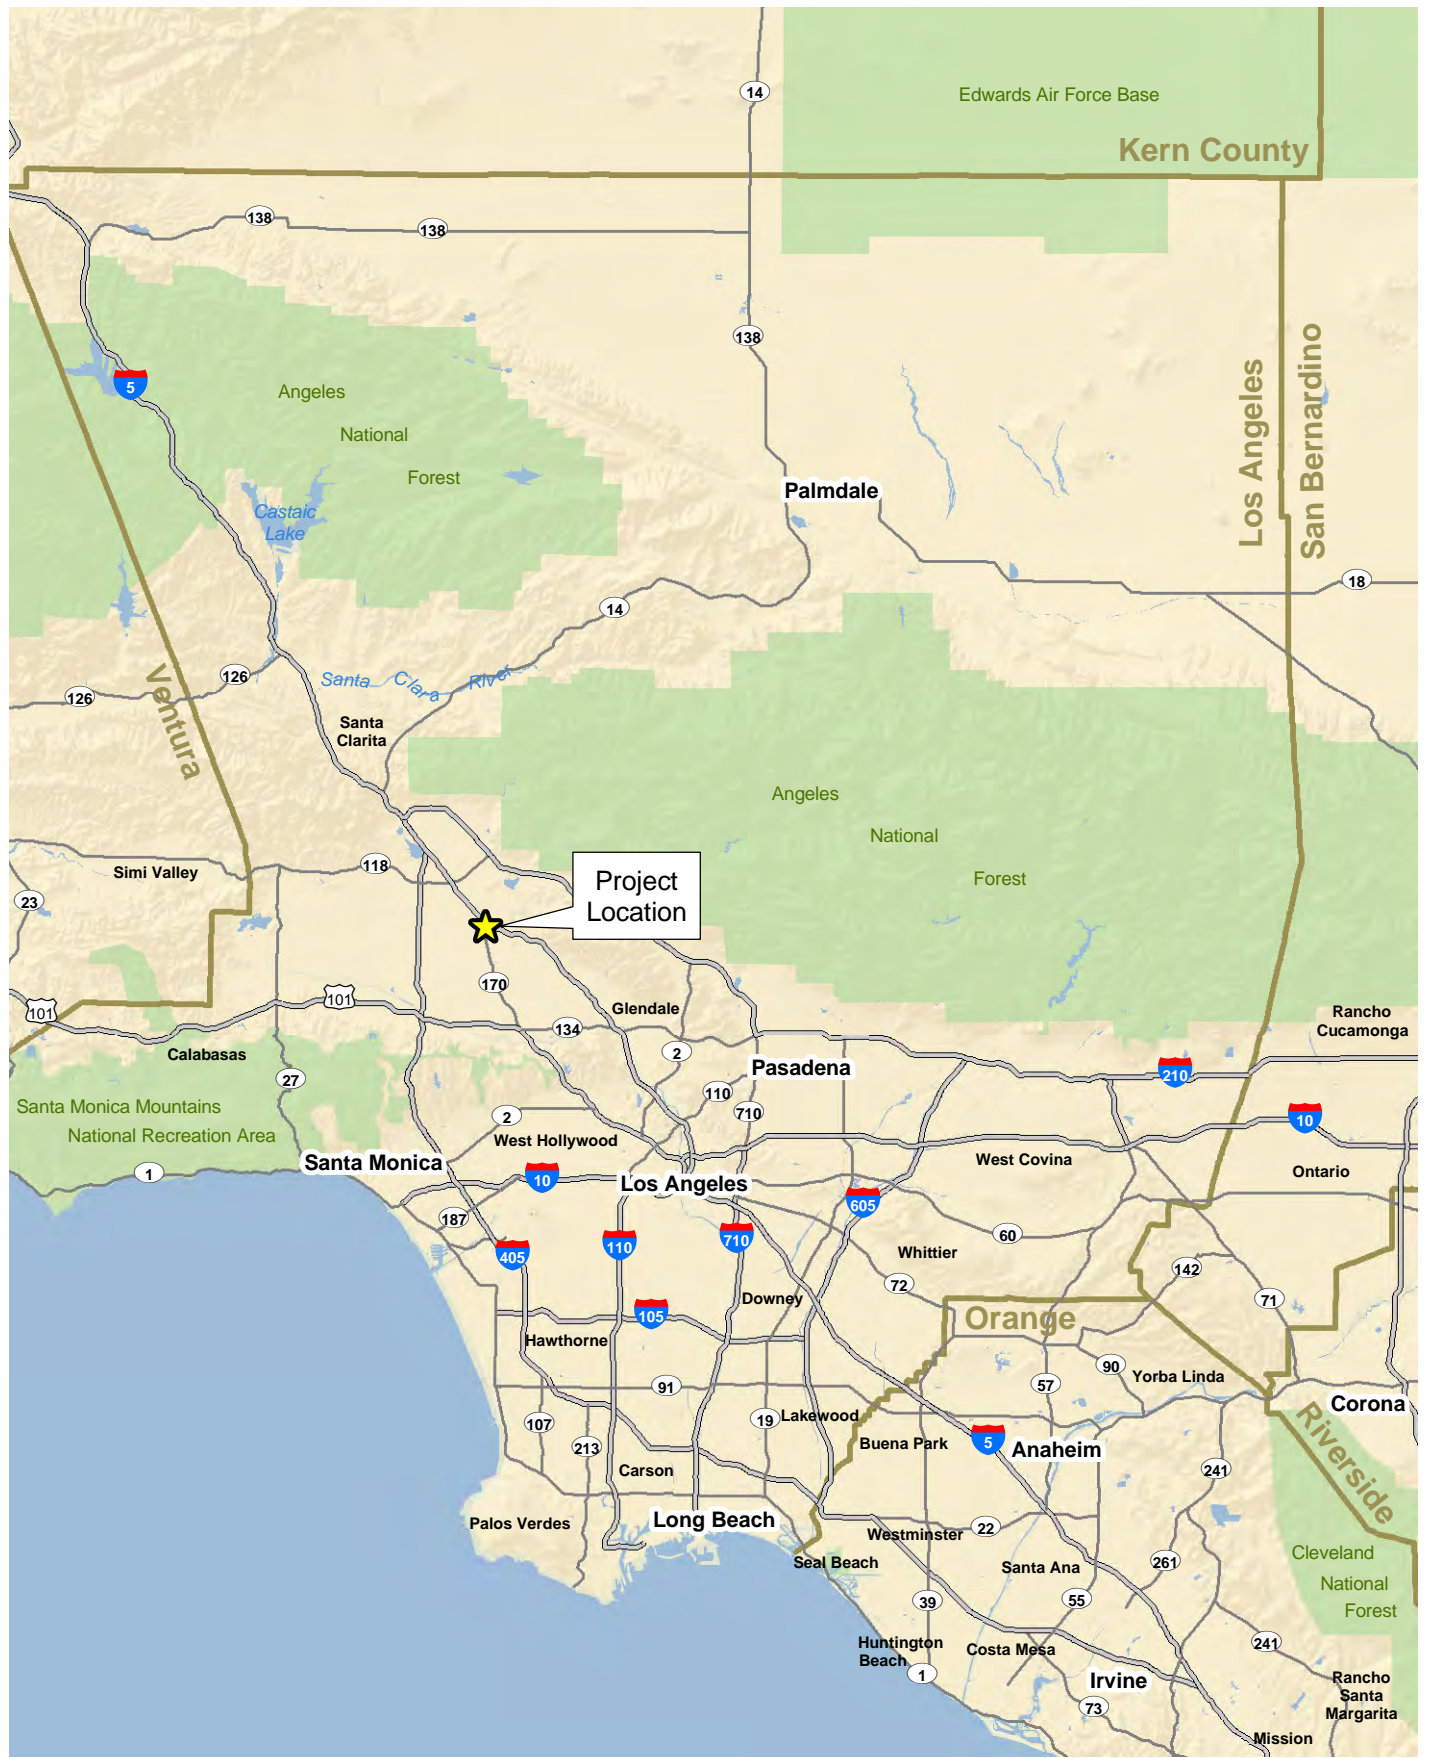 14
Edwards Air Force Base
Kern County
138
138
138
5
Angeles
National
Forest
Los Angeles
San Bernardino
Palmdale
Castaic
Lake
18
14
Santa Clara River
126
126
Ventura
Santa
Clarita
Angeles
National
Forest
118
Simi Valley
23
Project
Location
170
101
101
Glendale
134
2
Rancho
Cucamonga
Calabasas
27
Pasadena
210
110
710
Santa Monica Mountains
National Recreation Area
2
West Hollywood
10
1
Santa Monica
10
Los Angeles
West Covina
Ontario
187
605
405
110
710
60
Whittier
142
72
71
Downey
105
Orange
Hawthorne
90
Yorba Linda
91
57
Corona
107
19
Lakewood
213
Buena Park
5
Anaheim
Riverside
Carson
241
Palos Verdes
Long Beach
Westminster
22
Seal Beach
Santa Ana
261
Cleveland
National
Forest
39
55
Huntington
Beach
Costa Mesa
241
1
Irvine
Rancho
Santa
Margarita
73
Mission